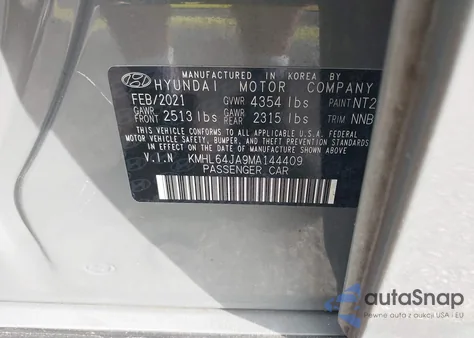 MANUFACTURED IN KOREA BY
HYUNDAI MOTOR COMPANY
FEB/2021 GVWR 4354 lbs PAINT NT2
GAWR FRONT 2513 lbs GAWR REAR 2315 lbs TRIM NNB
THIS VEHICLE CONFORMS TO ALL APPLICABLE U.S. FEDERAL
MOTOR VEHICLE SAFETY, BUMPER, AND THEFT PREVENTION
STANDARDS IN EFFECT ON THE DATE OF MANUFACTURE SHOWN ABOVE.
V.I.N KMHL64JA9MA144409
PASSENGER CAR
autoSnap
Premium auta z aukcji USA i EU